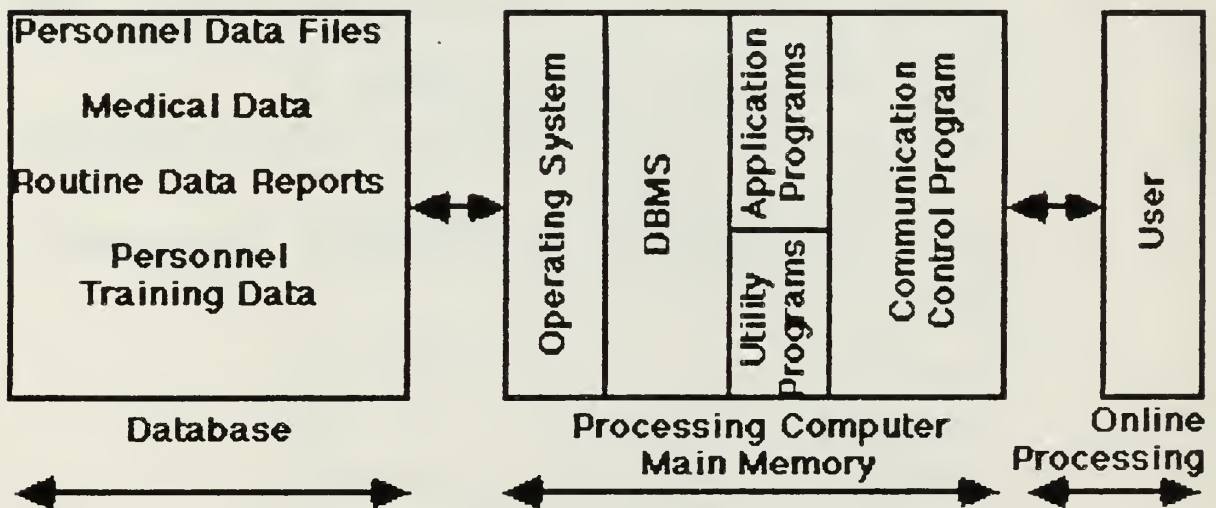 Personnel Data Files
Medical Data
Routine Data Reports
Personnel
Training Data
Operating System
DBMS
Application
Programs
Utility
Programs
Communication
Control Program
User
Database
Processing Computer
Main Memory
Online
Processing